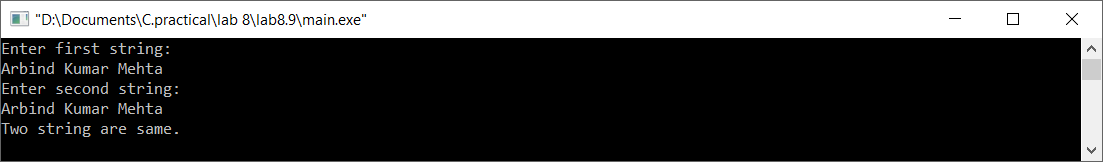 "D:\Documents\C.practical\lab 8\lab8.9\main.exe"
Enter first string:
Arbind Kumar Mehta
Enter second string:
Arbind Kumar Mehta
Two string are same.